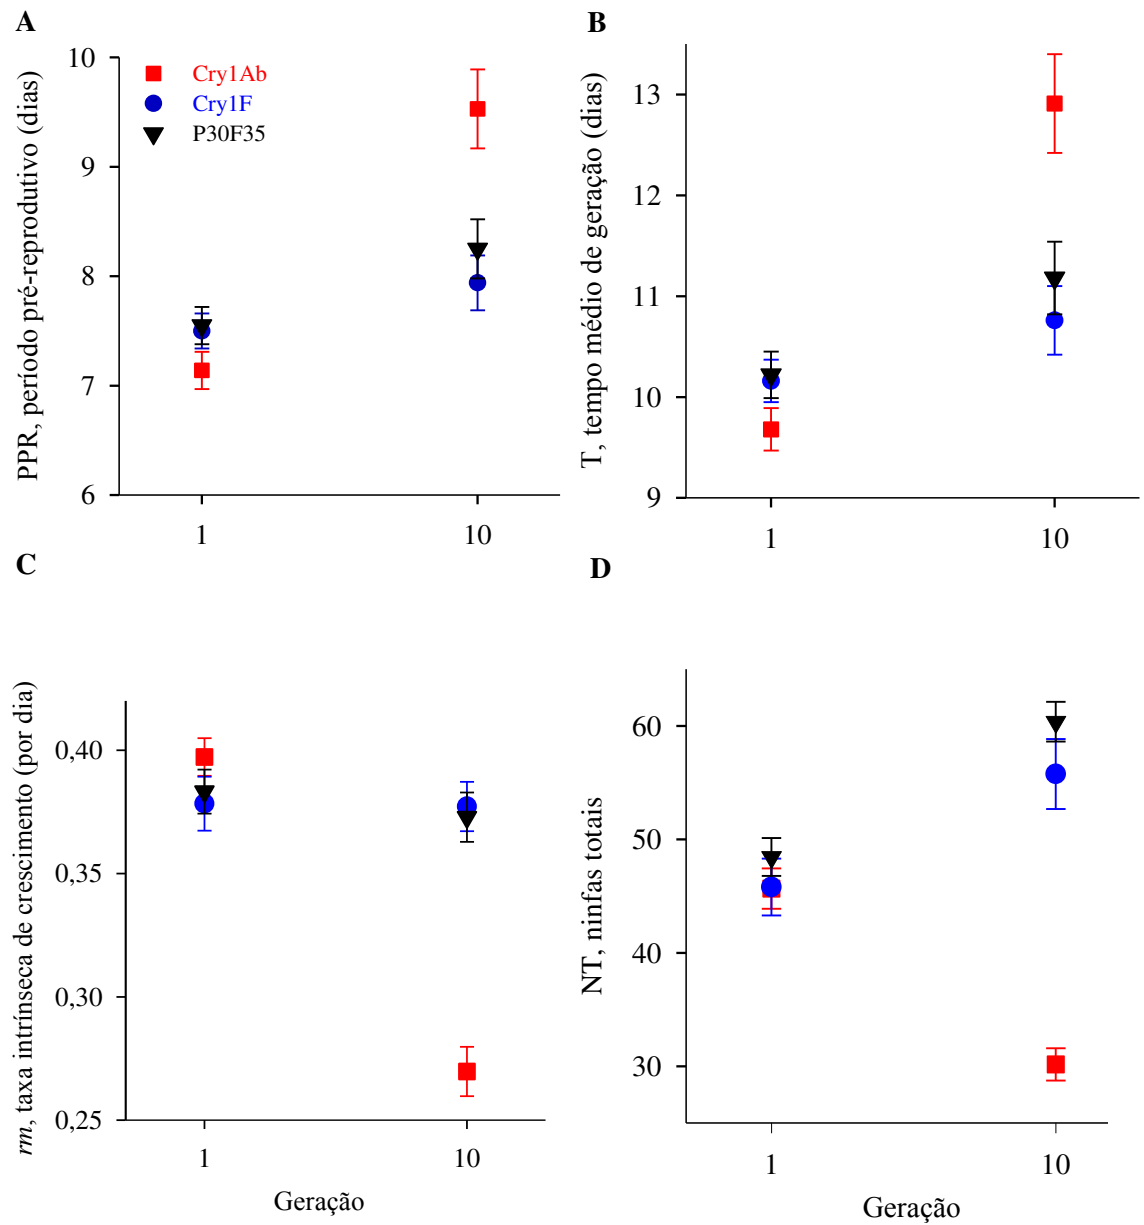 A
PPR, período pré-reprodutivo (dias)
10
9
8
7
6
Cry1Ab
Cry1F
P30F35
1
10
B
T, tempo médio de geração (dias)
13
12
11
10
9
1
10
C
rm, taxa intrínseca de crescimento (por dia)
0,40
0,35
0,30
0,25
1
10
Geração
D
NT, ninfas totais
60
50
40
30
1
10
Geração